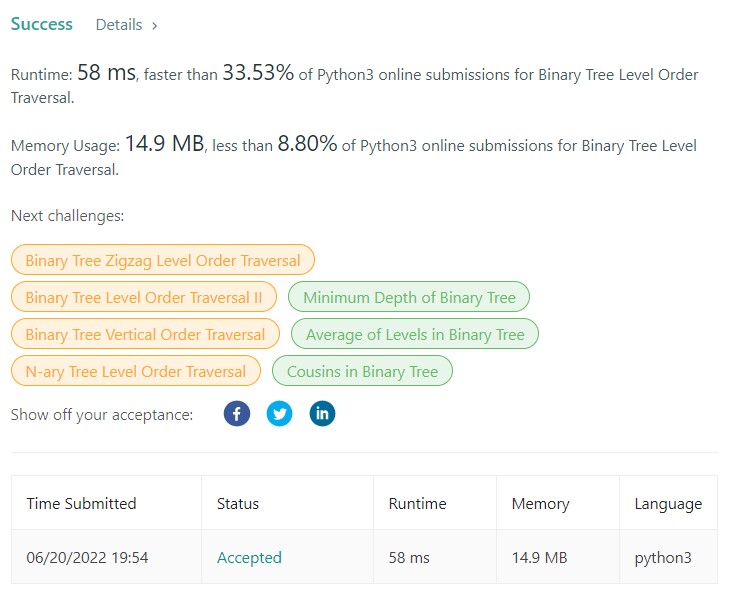 Success Details >
Runtime: 58 ms, faster than 33.53% of Python3 online submissions for Binary Tree Level Order
Traversal.
Memory Usage: 14.9 MB, less than 8.80% of Python3 online submissions for Binary Tree Level
Order Traversal.
Next challenges:
Binary Tree Zigzag Level Order Traversal
Binary Tree Level Order Traversal II Minimum Depth of Binary Tree
Binary Tree Vertical Order Traversal Average of Levels in Binary Tree
N-ary Tree Level Order Traversal Cousins in Binary Tree
Show off your acceptance: f in
Time Submitted Status Runtime Memory Language
06/20/2022 19:54 Accepted 58 ms 14.9 MB python3